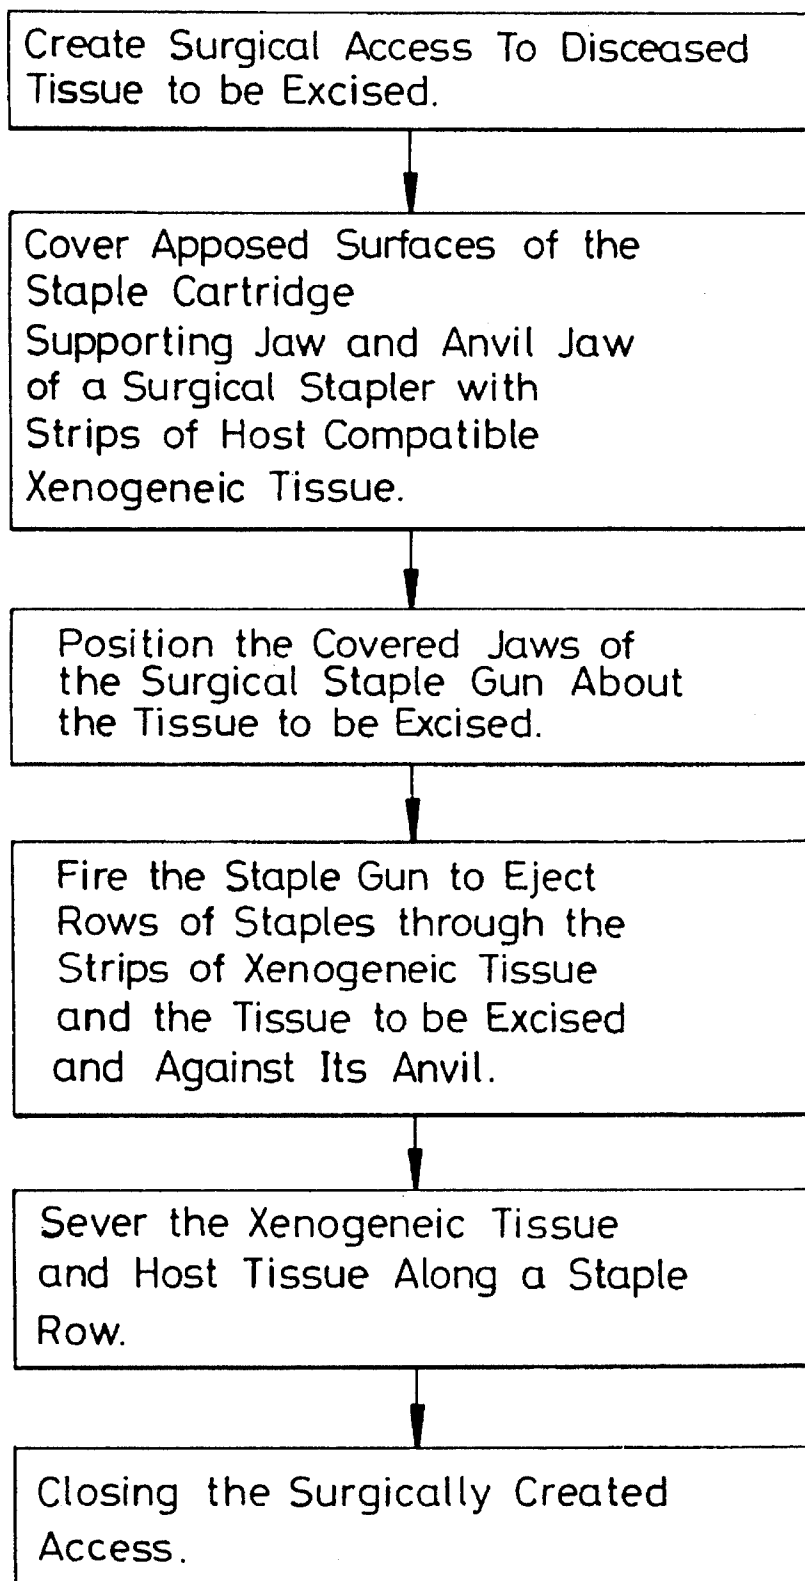 Create Surgical Access To Disceased
Tissue to be Excised.
Cover Apposed Surfaces of the
Staple Cartridge
Supporting Jaw and Anvil Jaw
of a Surgical Stapler with
Strips of Host Compatible
Xenogeneic Tissue.
Position the Covered Jaws of
the Surgical Staple Gun About
the Tissue to be Excised.
Fire the Staple Gun to Eject
Rows of Staples through the
Strips of Xenogeneic Tissue
and the Tissue to be Excised
and Against Its Anvil.
Sever the Xenogeneic Tissue
and Host Tissue Along a Staple
Row.
Closing the Surgically Created
Access.